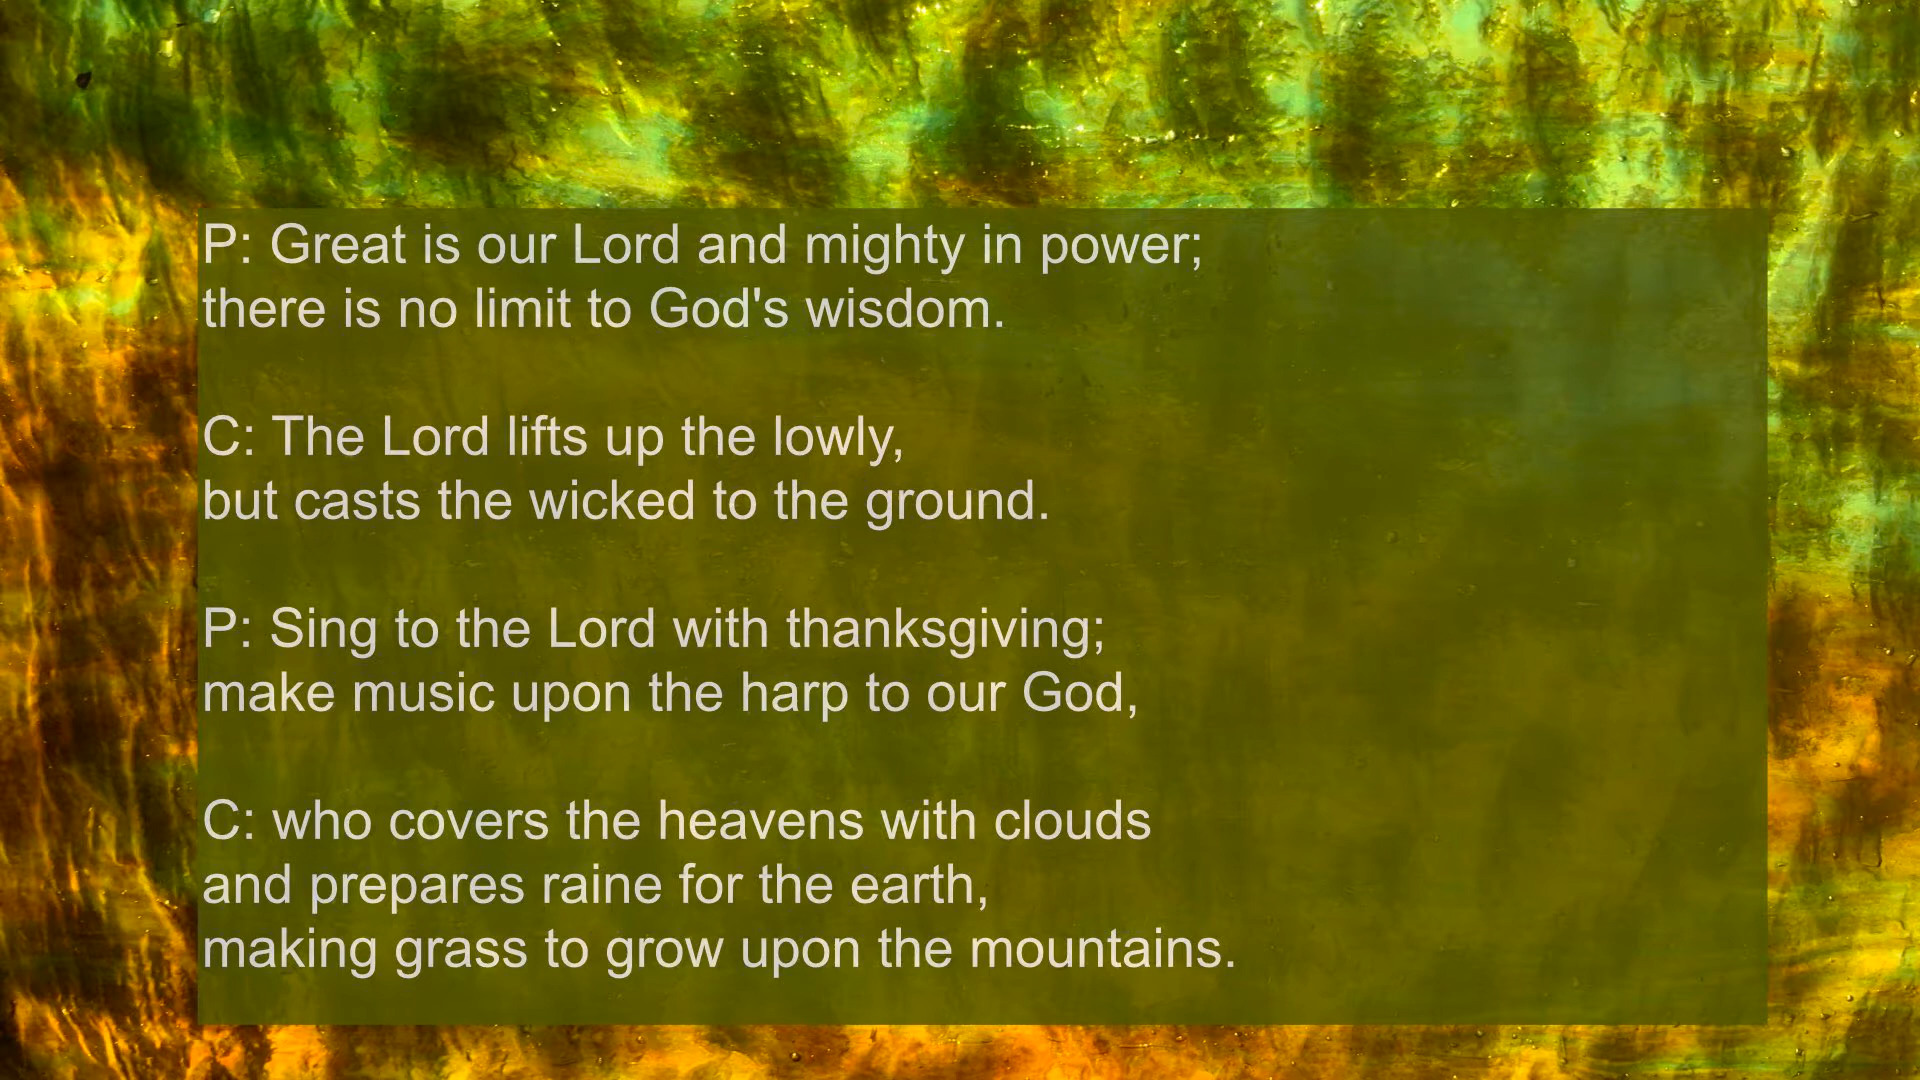 P: Great is our Lord and mighty in power;
there is no limit to God's wisdom.
C: The Lord lifts up the lowly,
but casts the wicked to the ground.
P: Sing to the Lord with thanksgiving;
make music upon the harp to our God,
C: who covers the heavens with clouds
and prepares raine for the earth,
making grass to grow upon the mountains.